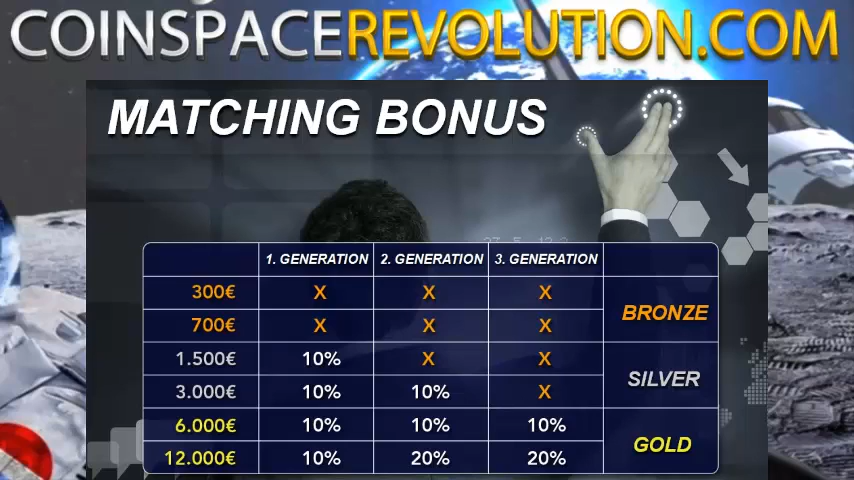 COINSPACEREVOLUTION.COM
MATCHING BONUS
1. GENERATION 2. GENERATION 3. GENERATION
300€ X X X
BRONZE
700€ X X X
1.500€ 10% X X
SILVER
3.000€ 10% 10% X
6.000€ 10% 10% 10%
GOLD
12.000€ 10% 20% 20%